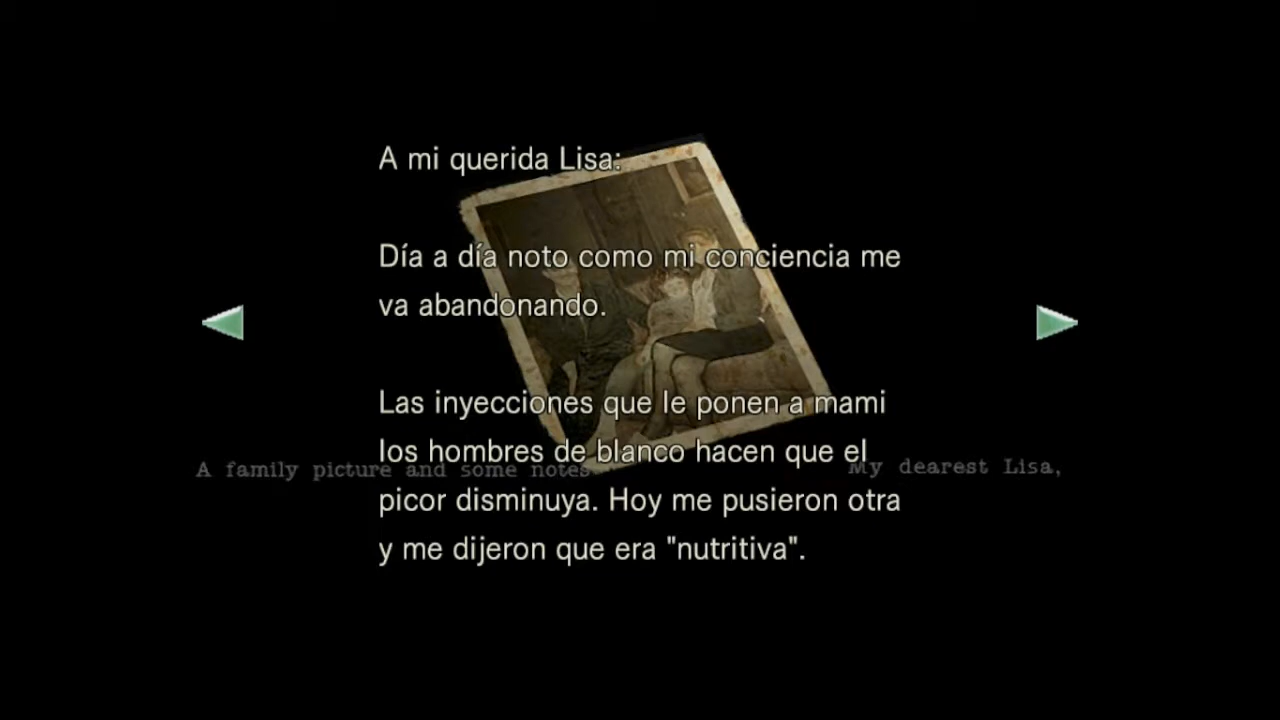 A mi querida Lisa:
Día a día noto como mi conciencia me
va abandonando.
Las inyecciones que le ponen a mami
los hombres de blanco hacen que el
picor disminuya. Hoy me pusieron otra
y me dijeron que era "nutritiva".
A family picture and some notes
My dearest Lisa,